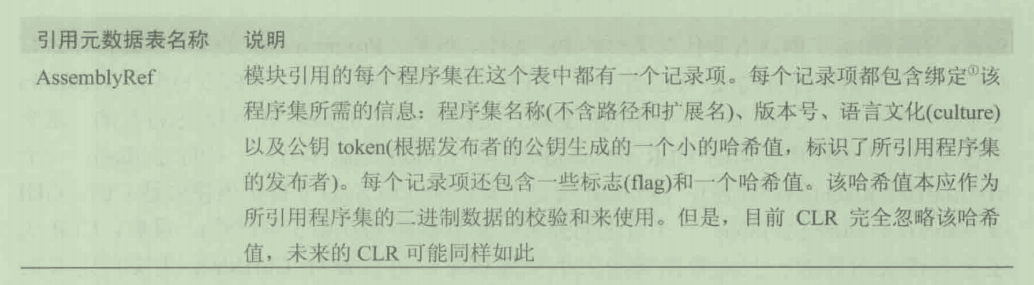 引用元数据表名称 说明
AssemblyRef 模块引用的每个程序集在这个表中都有一个记录项。每个记录项都包含绑定①该
程序集所需的信息：程序集名称(不含路径和扩展名)、版本号、语言文化(culture)
以及公钥 token(根据发布者的公钥生成的一个小的哈希值，标识了所引用程序集
的发布者)。每个记录项还包含一些标志(flag)和一个哈希值。该哈希值本应作为
所引用程序集的二进制数据的校验和来使用。但是，目前 CLR 完全忽略该哈希
值，未来的 CLR 可能同样如此